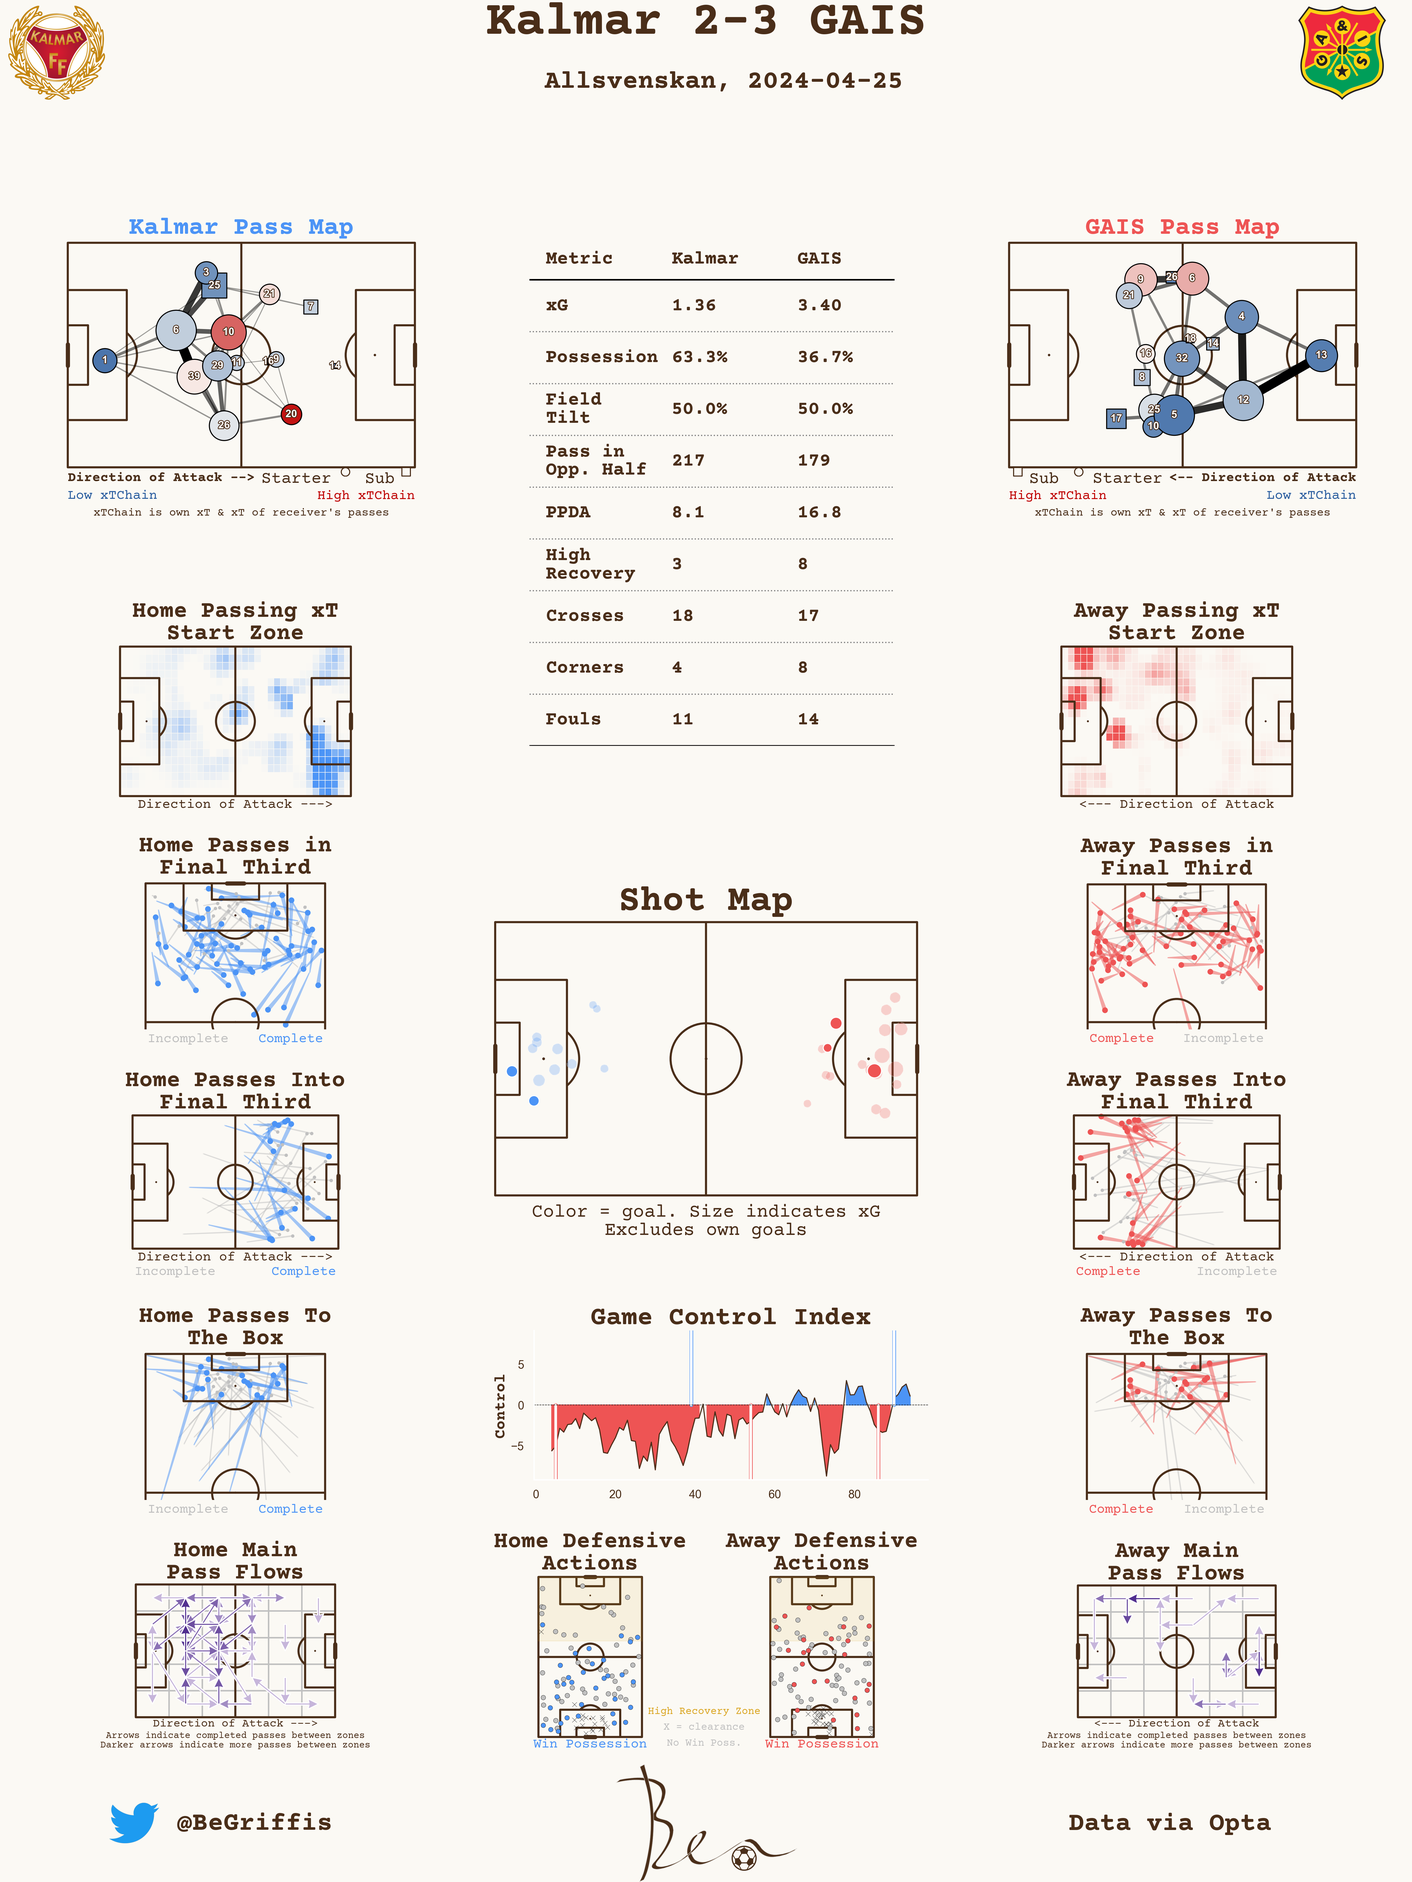 Kalmar 2-3 GAIS
Allsvenskan, 2024-04-25
KALMAR
FF
G A & I S
Kalmar Pass Map
3
25
21
7
6
10
1
29
11
9
14
39
20
26
Direction of Attack --> Starter Sub
Low xTChain High xTChain
xTChain is own xT & xT of receiver's passes
Metric Kalmar GAIS
xG 1.36 3.40
Possession 63.3% 36.7%
Field
Tilt 50.0% 50.0%
Pass in
Opp. Half 217 179
PPDA 8.1 16.8
High
Recovery 3 8
Crosses 18 17
Corners 4 8
Fouls 11 14
GAIS Pass Map
9
26
6
21
4
18
14
16
32
13
8
12
25
5
17
10
Sub Starter <-- Direction of Attack
High xTChain Low xTChain
xTChain is own xT & xT of receiver's passes
Home Passing xT
Start Zone
Direction of Attack --->
Away Passing xT
Start Zone
<--- Direction of Attack
Home Passes in
Final Third
Incomplete Complete
Shot Map
Color = goal. Size indicates xG
Excludes own goals
Away Passes in
Final Third
Complete Incomplete
Home Passes Into
Final Third
Direction of Attack --->
Incomplete Complete
Away Passes Into
Final Third
<--- Direction of Attack
Complete Incomplete
Home Passes To
The Box
Incomplete Complete
Game Control Index
Control
5
0
−5
0 20 40 60 80
Away Passes To
The Box
Complete Incomplete
Home Main
Pass Flows
Direction of Attack --->
Arrows indicate completed passes between zones
Darker arrows indicate more passes between zones
Home Defensive
Actions
Win Possession
High Recovery Zone
X = clearance
No Win Poss.
Away Defensive
Actions
Win Possession
Away Main
Pass Flows
<--- Direction of Attack
Arrows indicate completed passes between zones
Darker arrows indicate more passes between zones
@BeGriffis
Ben
Data via Opta